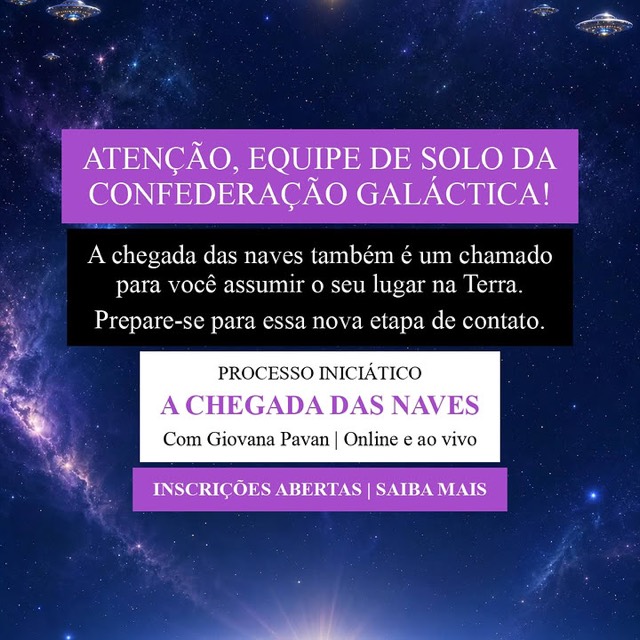 ATENÇÃO, EQUIPE DE SOLO DA
CONFEDERAÇÃO GALÁCTICA!
A chegada das naves também é um chamado
para você assumir o seu lugar na Terra.
Prepare-se para essa nova etapa de contato.
PROCESSO INICIÁTICO
A CHEGADA DAS NAVES
Com Giovana Pavan | Online e ao vivo
INSCRIÇÕES ABERTAS | SAIBA MAIS